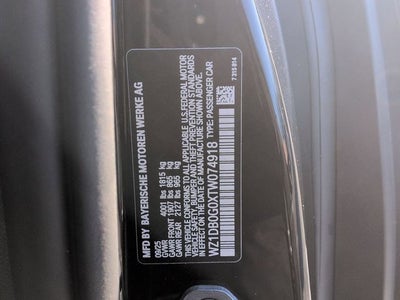 MFD BY BAYERISCHE MOTOREN WERKE AG
09/25
GVWR 4001 lbs 1815 kg
GAWR FRONT 1907 lbs 865 kg
GAWR REAR 2127 lbs 965 kg
THIS VEHICLE CONFORMS TO ALL APPLICABLE U.S. FEDERAL MOTOR
VEHICLE SAFETY, BUMPER, AND THEFT PREVENTION STANDARDS
IN EFFECT ON THE DATE OF MANUFACTURE SHOWN ABOVE.
WZ1DB0G0XTW074918 TYPE: PASSENGER CAR